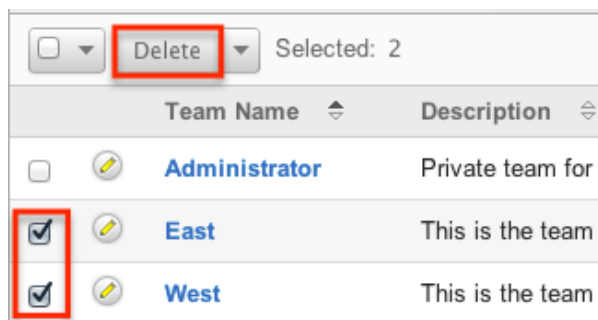 Delete Selected: 2
Team Name Description
Administrator Private team for
East This is the team
West This is the team